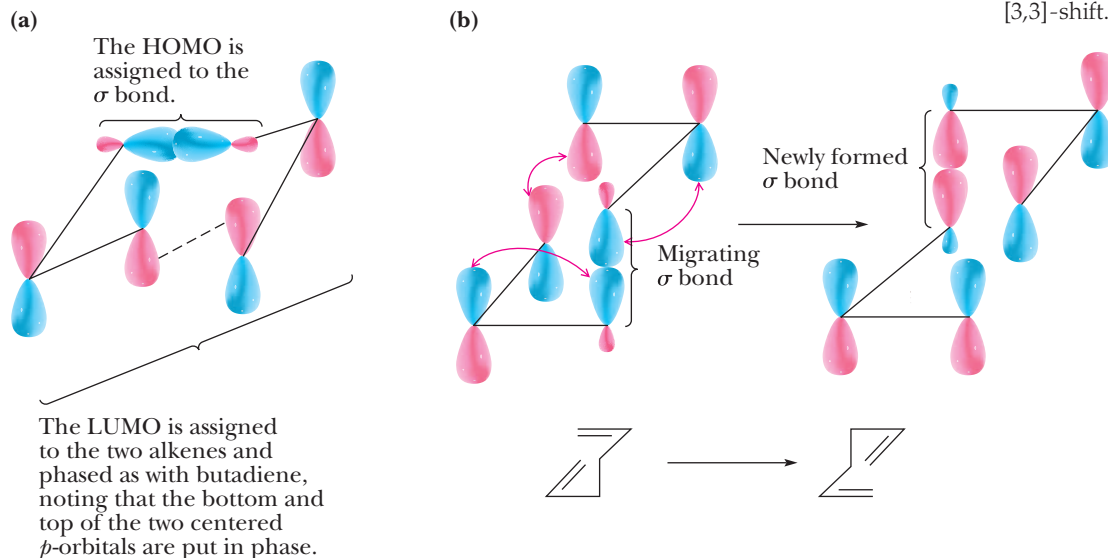 (a)
The HOMO is
assigned to the
σ bond.
The LUMO is assigned
to the two alkenes and
phased as with butadiene,
noting that the bottom and
top of the two centered
p-orbitals are put in phase.
(b)
[3,3]-shift.
Migrating
σ bond
Newly formed
σ bond